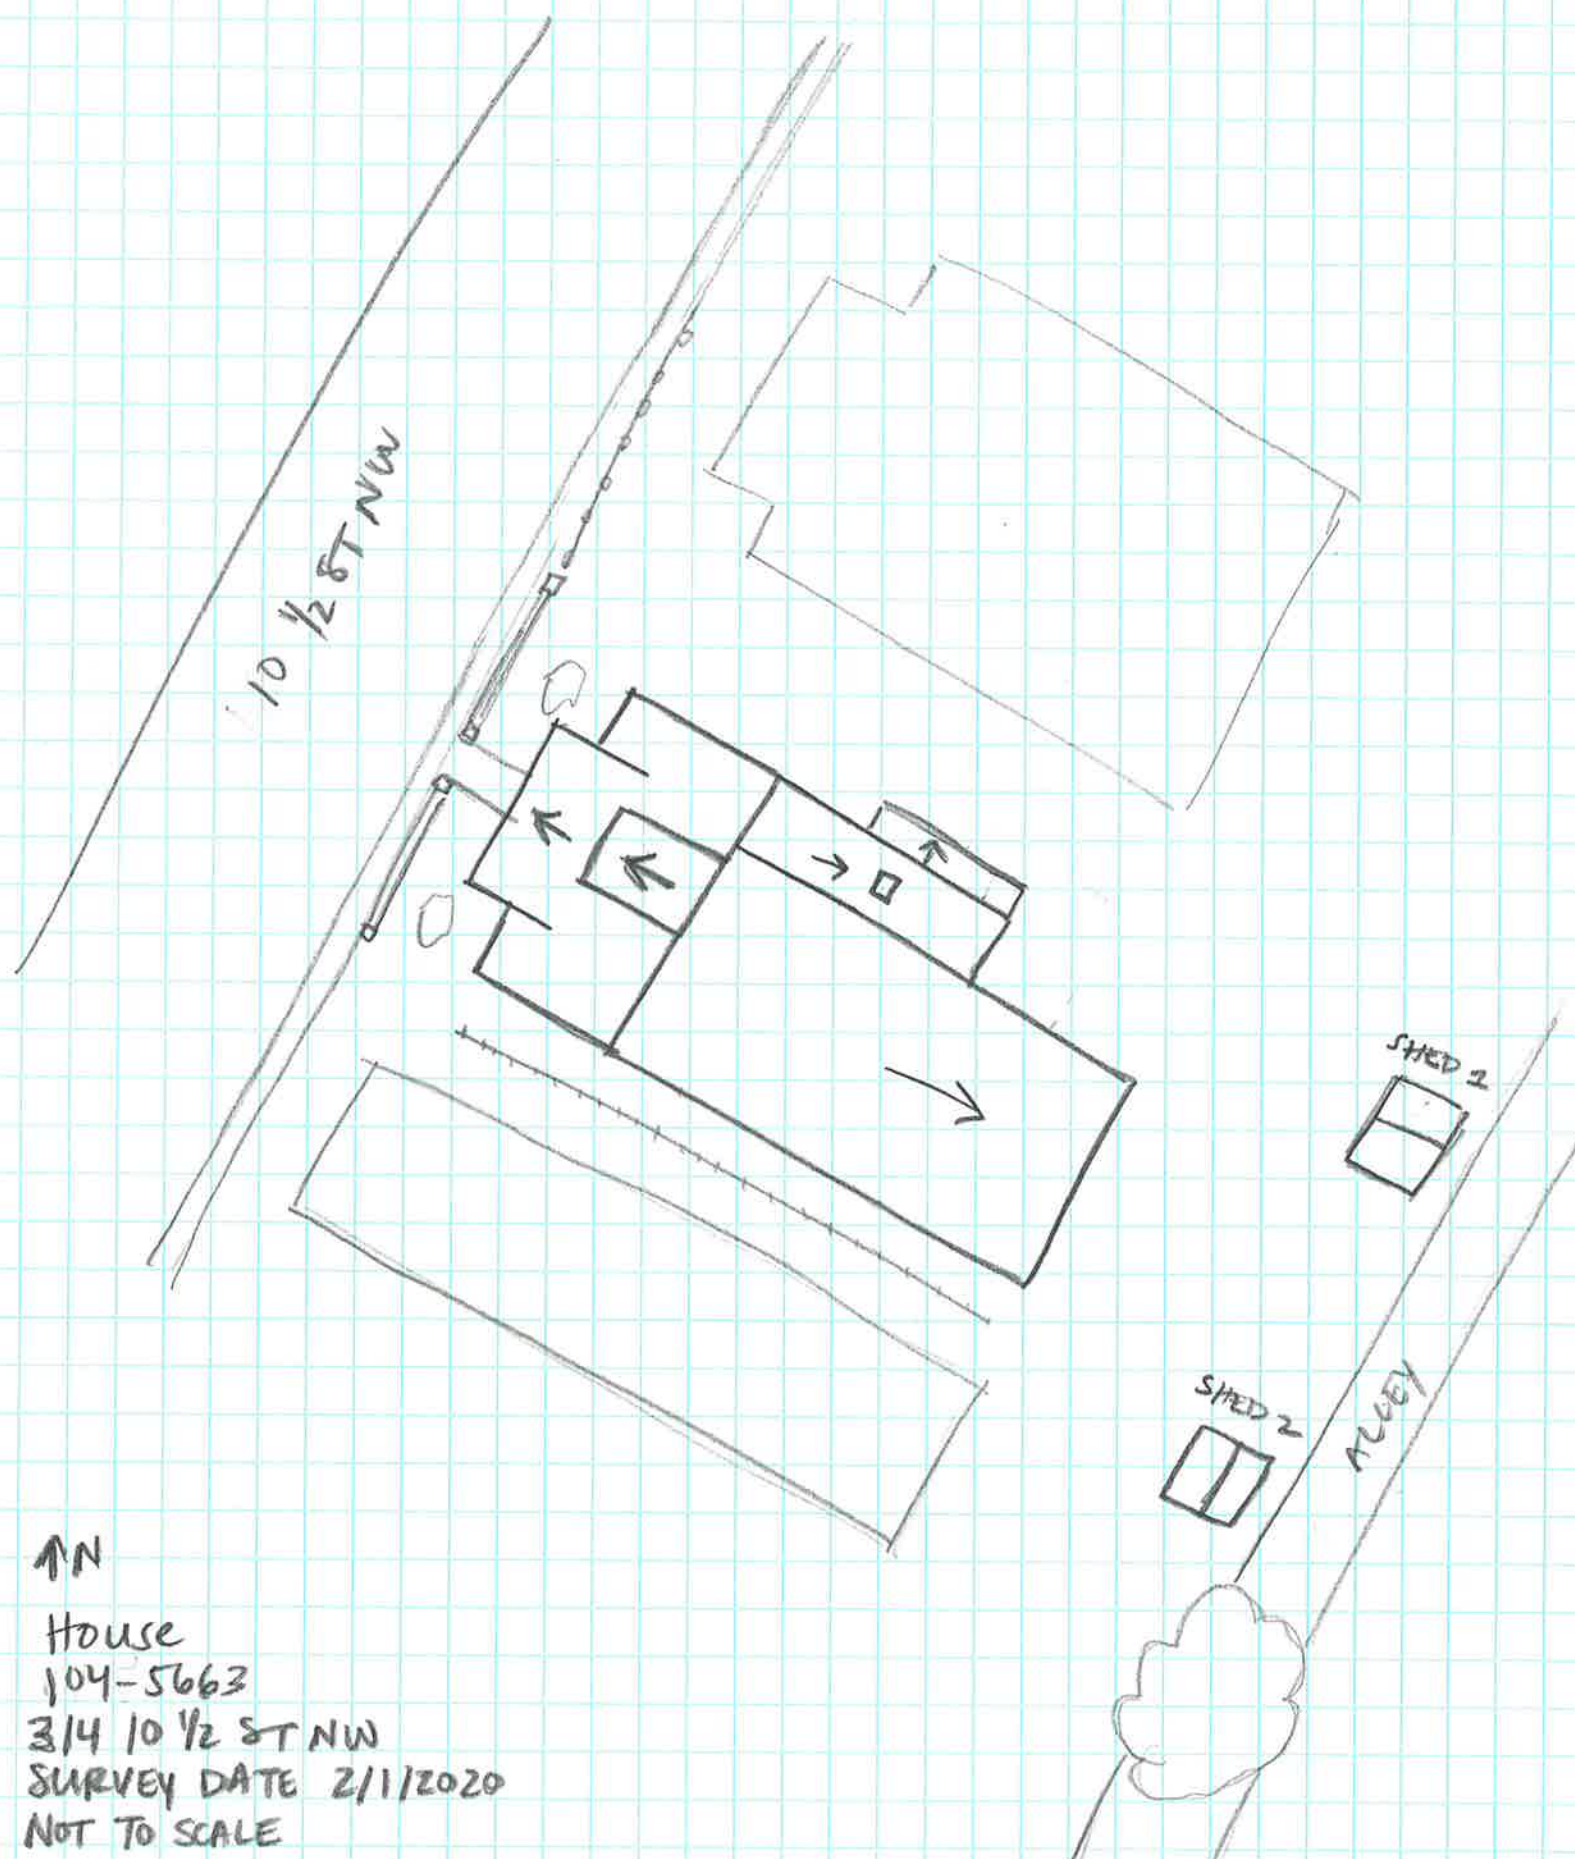 10 1/2 ST NW
SHED 1
SHED 2
ALLEY
↑N
House
104-5663
314 10 1/2 ST NW
SURVEY DATE 2/1/2020
NOT TO SCALE